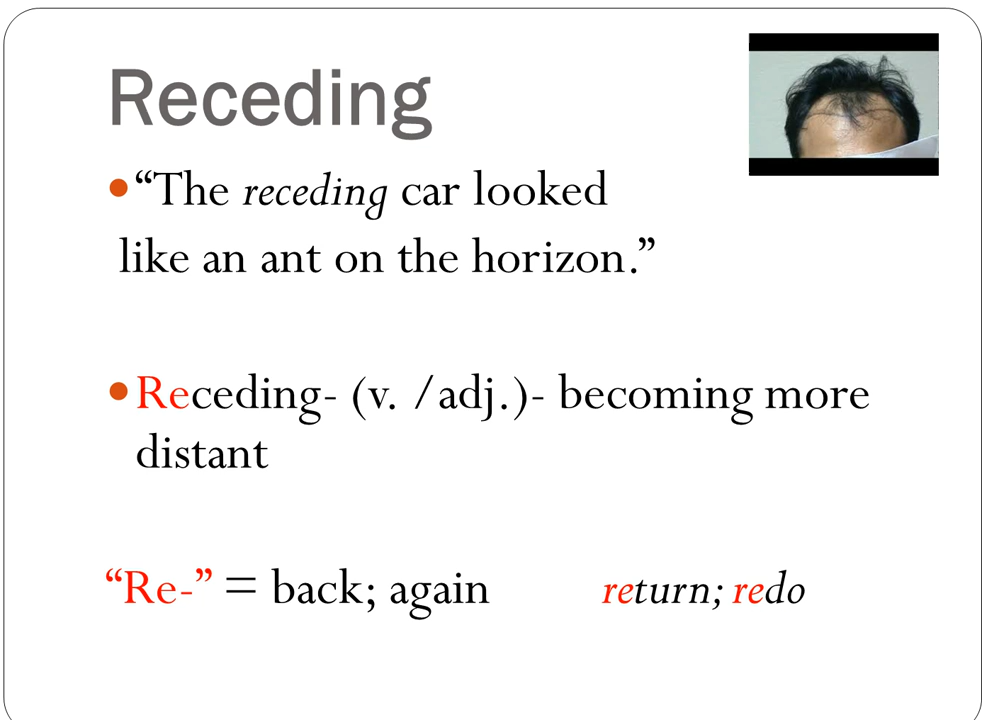 Receding
“The receding car looked
like an ant on the horizon.”
Receding- (v. /adj.)- becoming more
distant
“Re-” = back; again return; redo